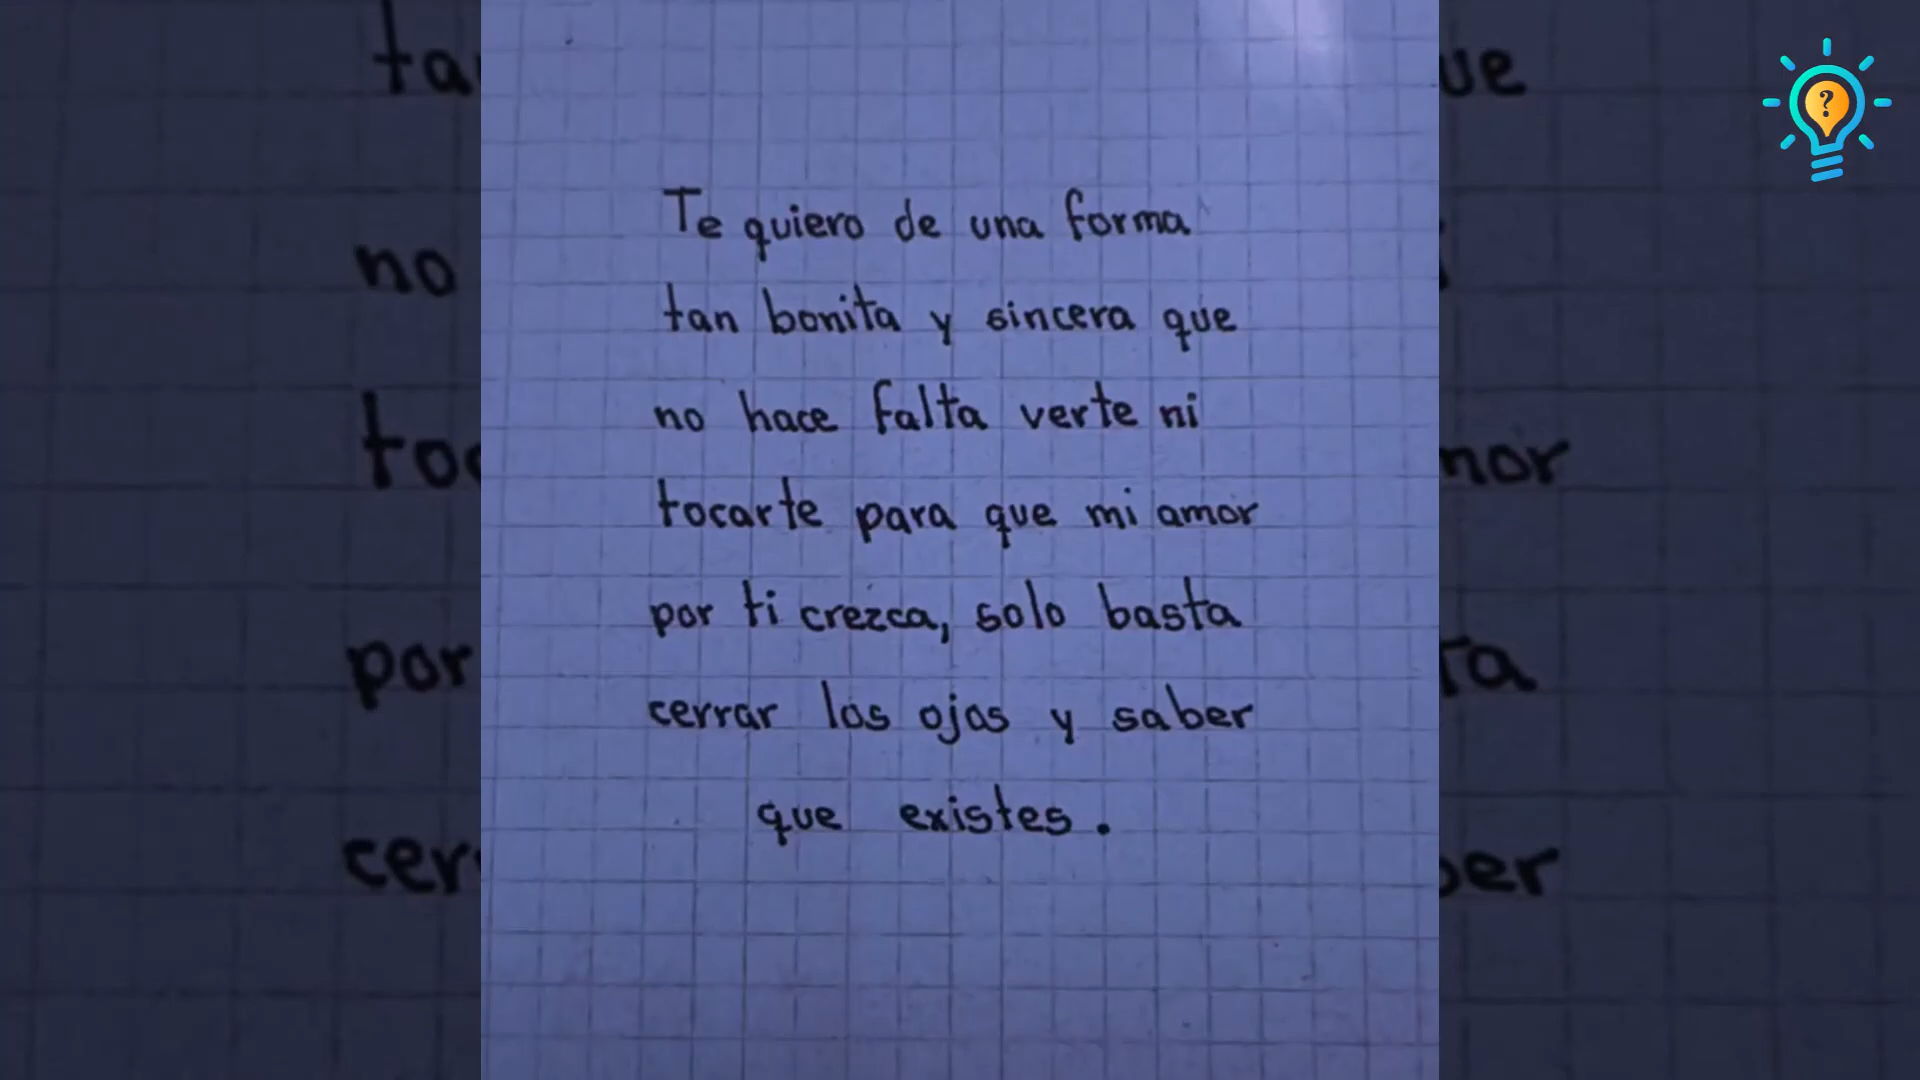 Te quiero de una forma
tan bonita y sincera que
no hace falta verte ni
tocarte para que mi amor
por ti crezca, solo basta
cerrar los ojos y saber
que existes.